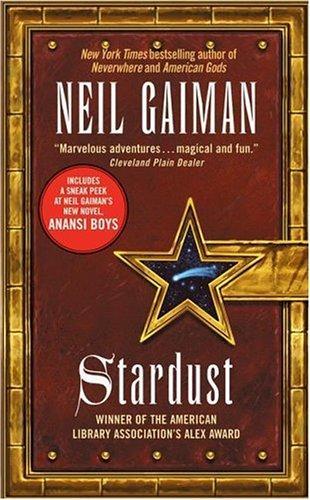 New York Times bestselling author of
Neverwhere and American Gods
NEIL GAIMAN
“Marvelous adventures... magical and fun.”
Cleveland Plain Dealer
INCLUDES
A SNEAK PEEK
AT NEIL GAIMAN'S
NEW NOVEL,
ANANSI BOYS
Stardust
WINNER OF THE AMERICAN
LIBRARY ASSOCIATION'S ALEX AWARD